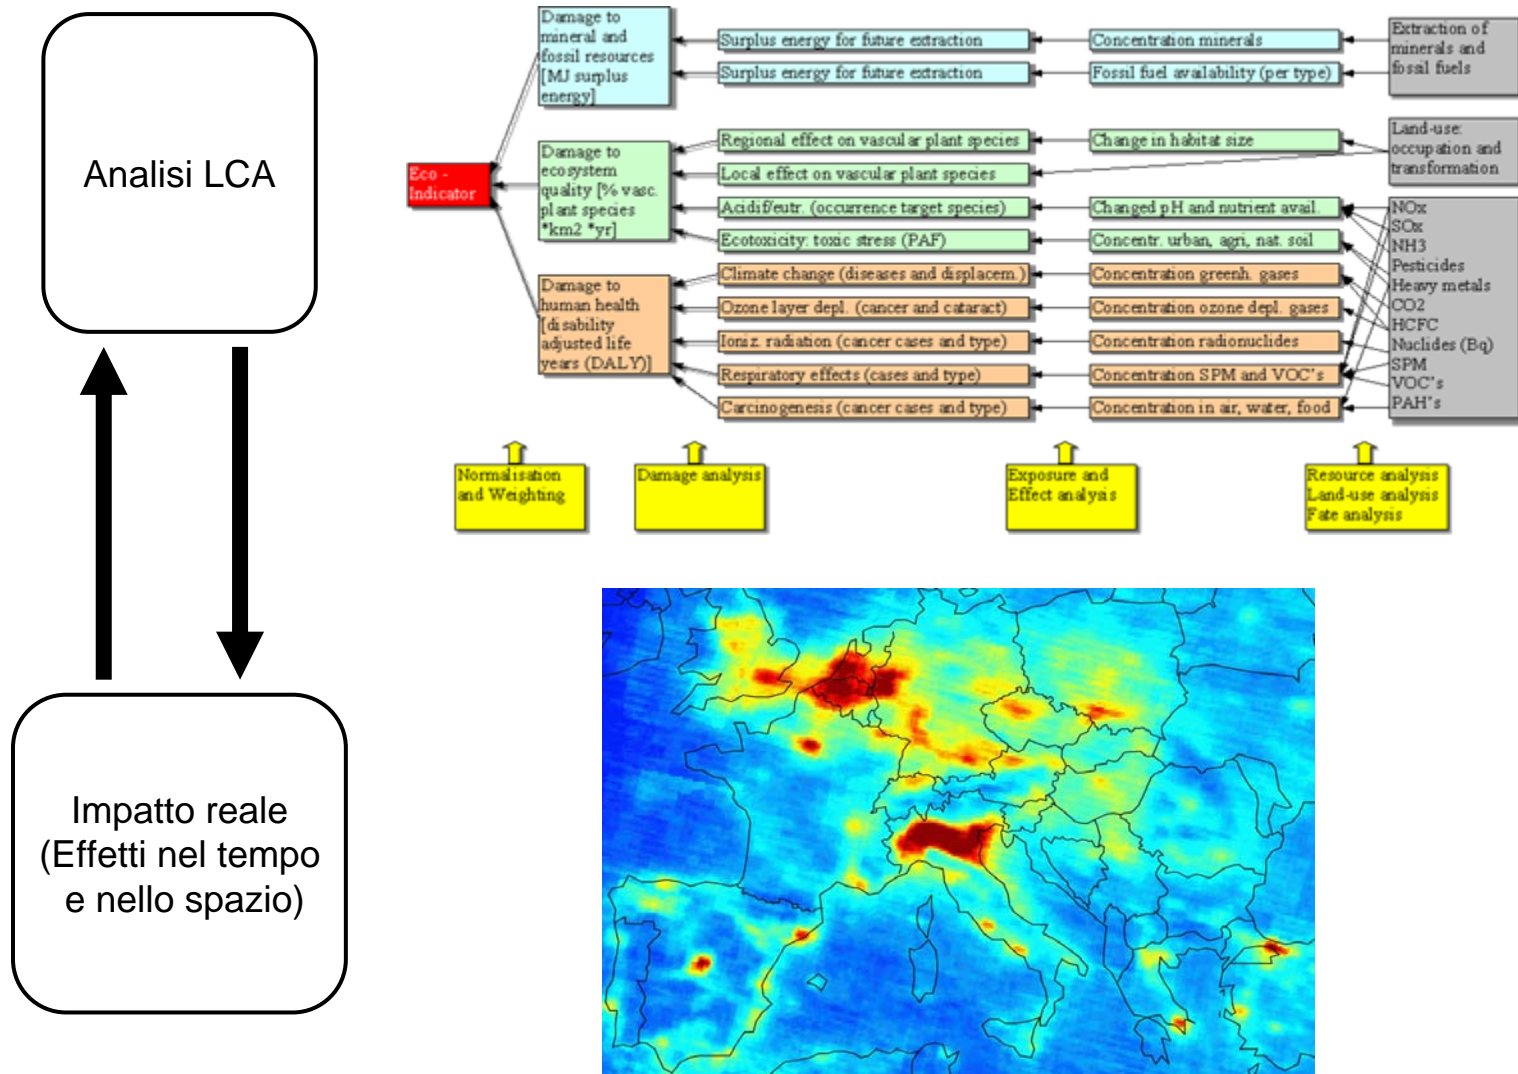 Analisi LCA
Impatto reale
(Effetti nel tempo
e nello spazio)
Eco -
Indicator
Damage to
mineral and
fossil resources
[MJ surplus
energy]
Damage to
ecosystem
quality [% vasc.
plant species
*km2 *yr]
Damage to
human health
[disability
adjusted life
years (DALY)]
Surplus energy for future extraction
Surplus energy for future extraction
Regional effect on vascular plant species
Local effect on vascular plant species
Acidif/eutr. (occurrence target species)
Ecotoxicity: toxic stress (PAF)
Climate change (diseases and displacem.)
Ozone layer depl. (cancer and cataract)
Ioniz. radiation (cancer cases and type)
Respiratory effects (cases and type)
Carcinogenesis (cancer cases and type)
Concentration minerals
Fossil fuel availability (per type)
Change in habitat size
Changed pH and nutrient avail.
Concentr. urban, agri, nat. soil
Concentration greenh. gases
Concentration ozone depl. gases
Concentration radionuclides
Concentration SPM and VOC's
Concentration in air, water, food
Extraction of
minerals and
fossil fuels
Land-use:
occupation and
transformation
NOx
SOx
NH3
Pesticides
Heavy metals
CO2
HCFC
Nuclides (Bq)
SPM
VOC's
PAH's
Normalisation
and Weighting
Damage analysis
Exposure and
Effect analysis
Resource analysis
Land-use analysis
Fate analysis